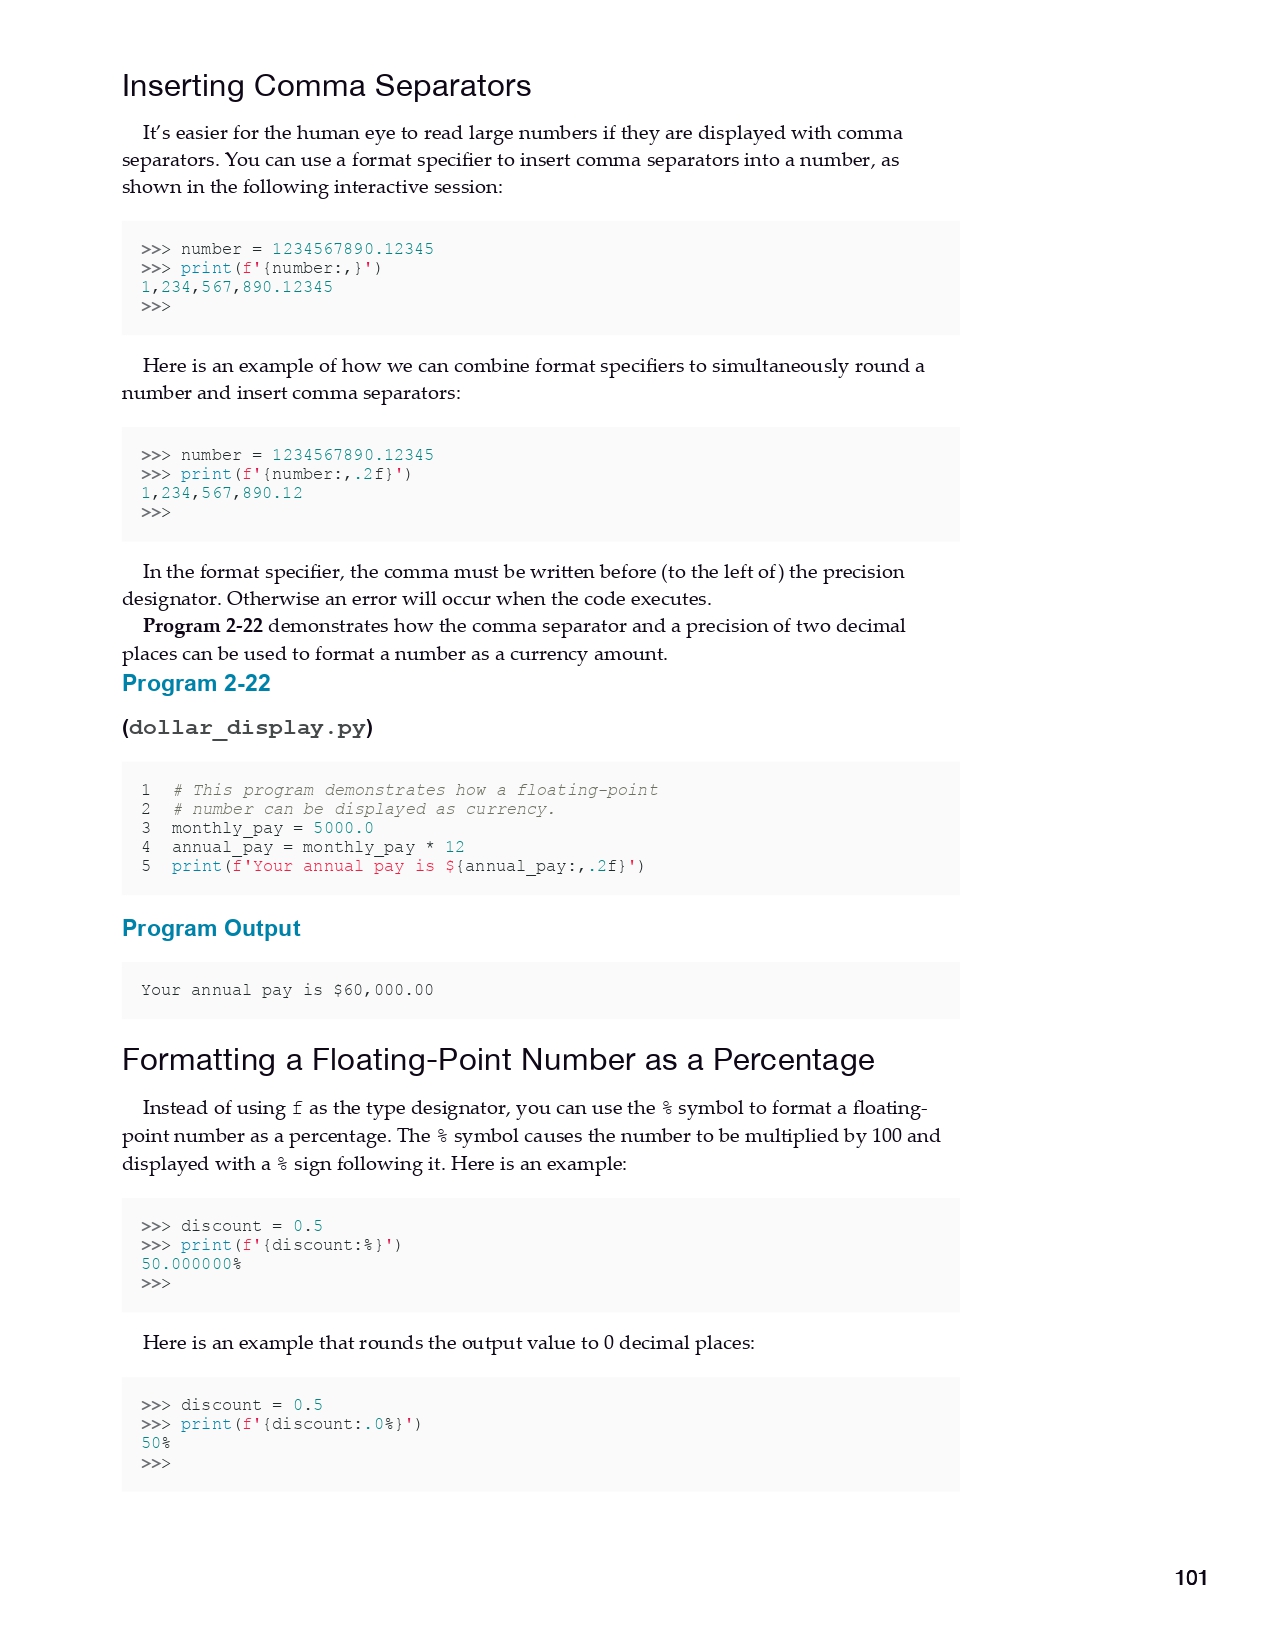 Inserting Comma Separators
It’s easier for the human eye to read large numbers if they are displayed with comma
separators. You can use a format specifier to insert comma separators into a number, as
shown in the following interactive session:
>>> number = 1234567890.12345
>>> print(f'{number:,}')
1,234,567,890.12345
>>>
Here is an example of how we can combine format specifiers to simultaneously round a
number and insert comma separators:
>>> number = 1234567890.12345
>>> print(f'{number:,.2f}')
1,234,567,890.12
>>>
In the format specifier, the comma must be written before (to the left of) the precision
designator. Otherwise an error will occur when the code executes.
Program 2-22 demonstrates how the comma separator and a precision of two decimal
places can be used to format a number as a currency amount.
Program 2-22
(dollar_display.py)
1 # This program demonstrates how a floating-point
2 # number can be displayed as currency.
3 monthly_pay = 5000.0
4 annual_pay = monthly_pay * 12
5 print(f'Your annual pay is ${annual_pay:,.2f}')
Program Output
Your annual pay is $60,000.00
Formatting a Floating-Point Number as a Percentage
Instead of using f as the type designator, you can use the % symbol to format a floating-
point number as a percentage. The % symbol causes the number to be multiplied by 100 and
displayed with a % sign following it. Here is an example:
>>> discount = 0.5
>>> print(f'{discount:%}')
50.000000%
>>>
Here is an example that rounds the output value to 0 decimal places:
>>> discount = 0.5
>>> print(f'{discount:.0%}')
50%
>>>
101